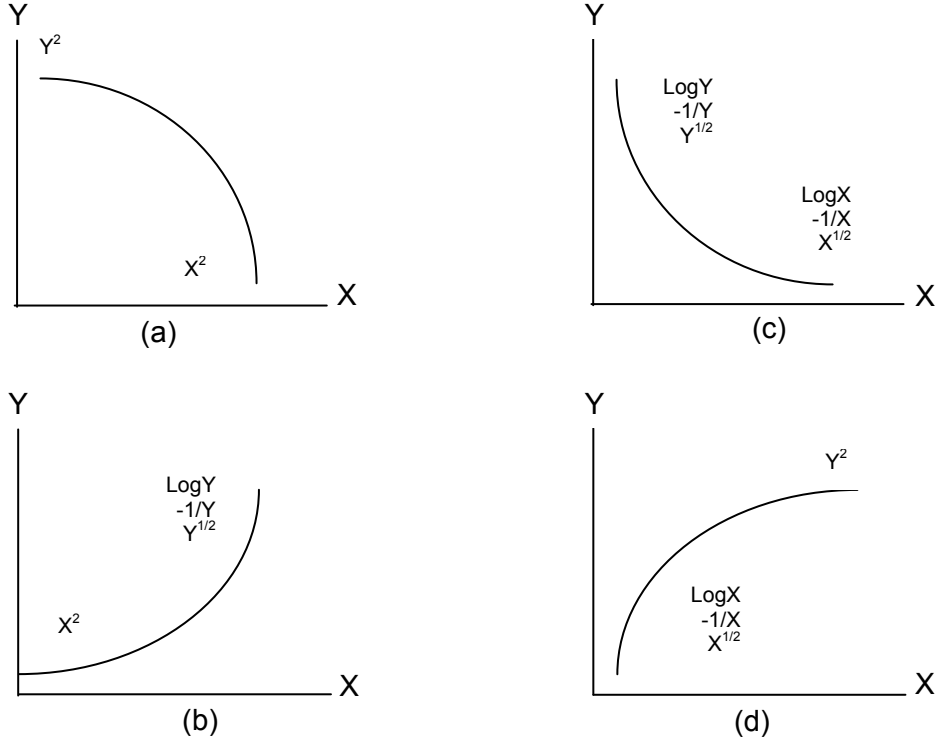 Y
Y²
X²
X
(a)
Y
LogY
-1/Y
Y^1/2
LogX
-1/X
X^1/2
X
(c)
Y
LogY
-1/Y
Y^1/2
X²
X
(b)
Y
Y²
LogX
-1/X
X^1/2
X
(d)